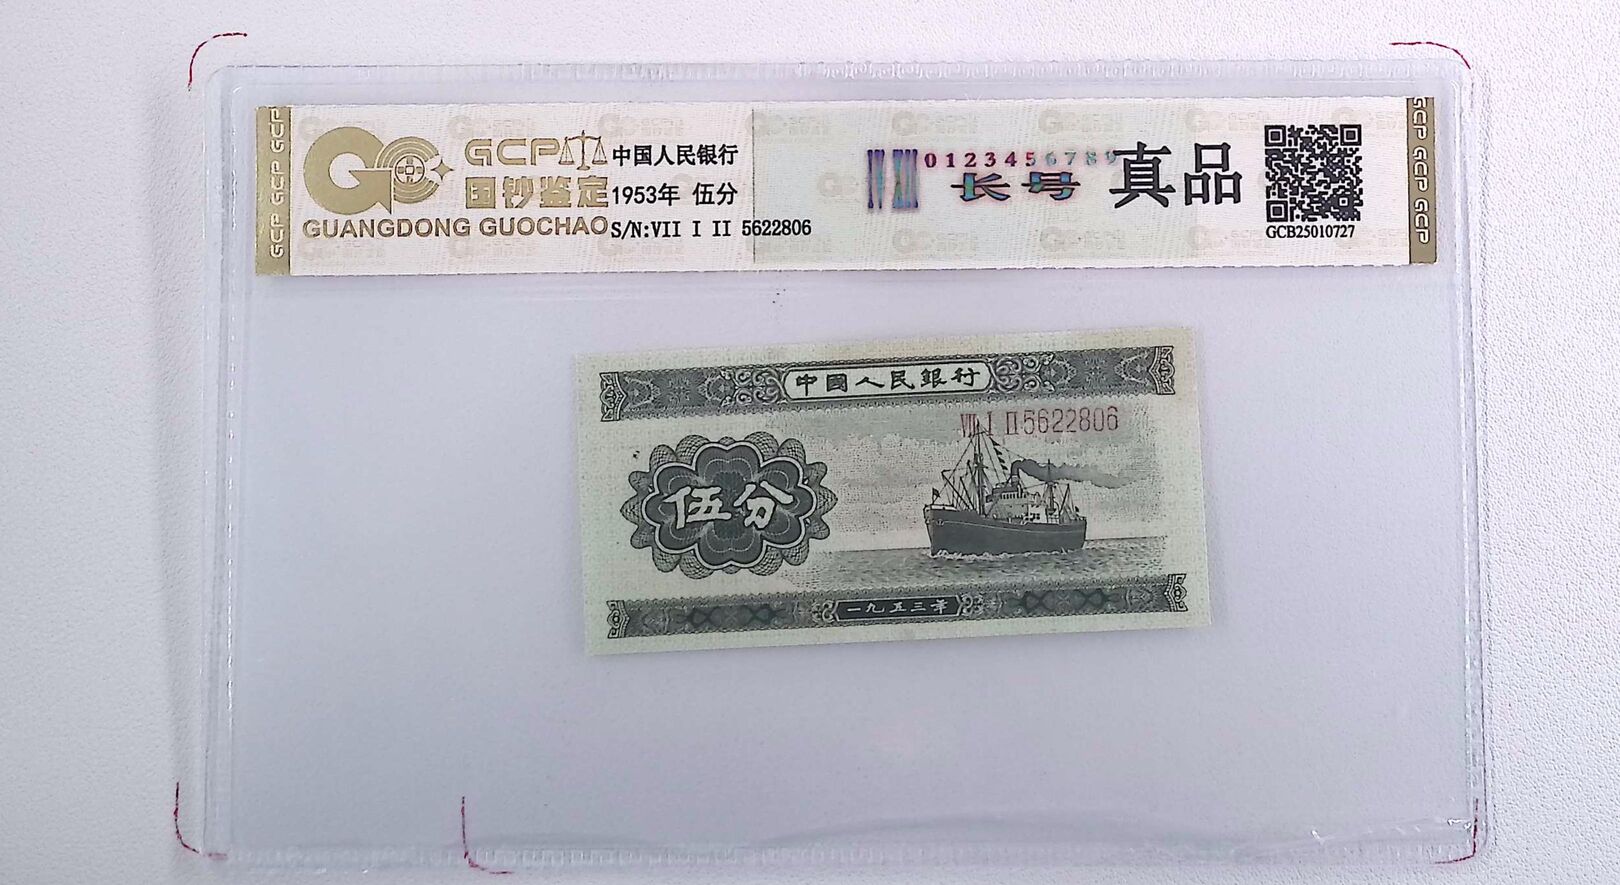 GCP GCP GCP
GCP
国钞鉴定
GUANGDONG GUOCHAO
中国人民银行
1953年 伍分
S/N:VII I II 5622806
0123456789
长号
真品
GCB25010727
GCP GCP GCP
中國人民銀行
VII I II 5622806
伍分
一九五三年